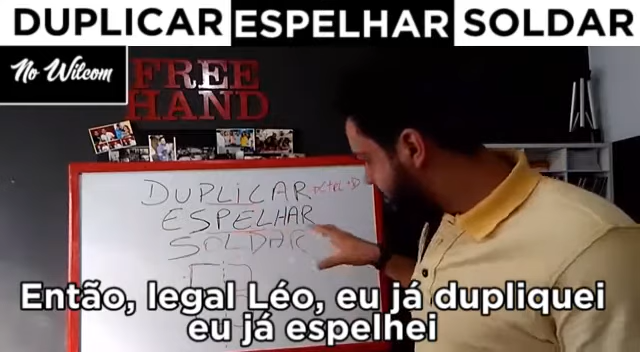 DUPLICAR ESPELHAR SOLDAR
No Wilcom
FREE
HAND
DUPLICAR
ESPELHAR
SOLDAR
Então, legal Léo, eu já dupliquei
eu já espelhei